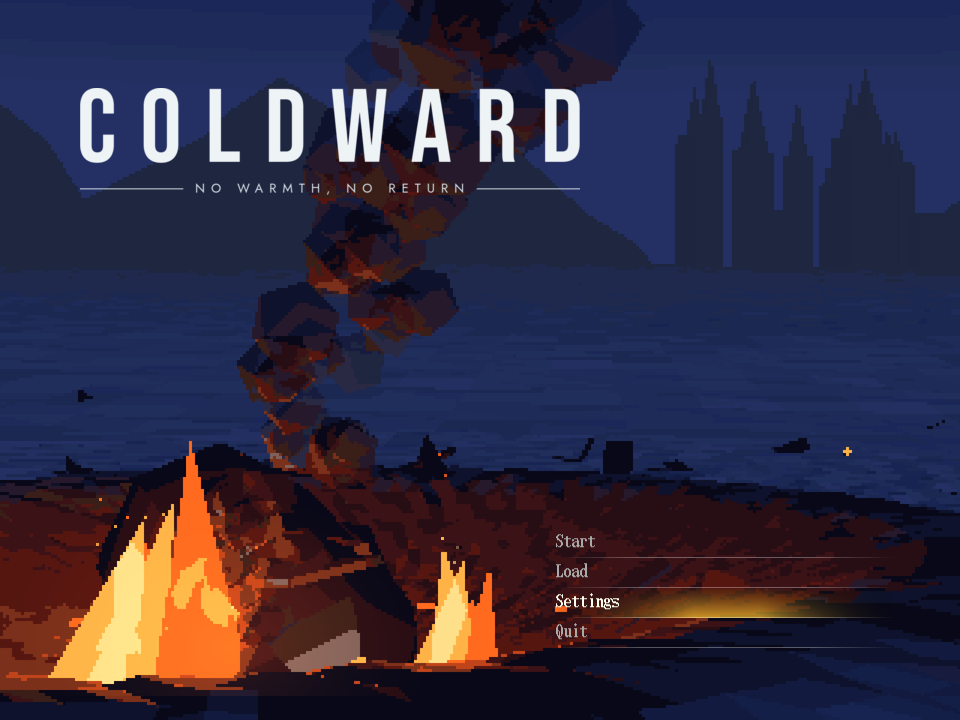 COLDWARD
NO WARMTH, NO RETURN
Start
Load
Settings
Quit